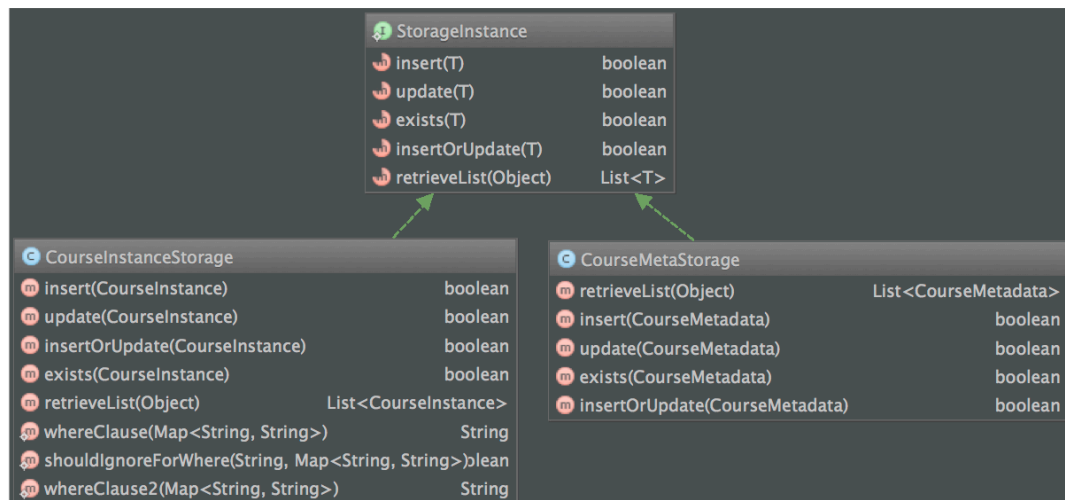 StorageInstance
insert(T) boolean
update(T) boolean
exists(T) boolean
insertOrUpdate(T) boolean
retrieveList(Object) List<T>
CourseInstanceStorage
insert(CourseInstance) boolean
update(CourseInstance) boolean
insertOrUpdate(CourseInstance) boolean
exists(CourseInstance) boolean
retrieveList(Object) List<CourseInstance>
whereClause(Map<String, String>) String
shouldIgnoreForWhere(String, Map<String, String>)olean
whereClause2(Map<String, String>) String
CourseMetaStorage
retrieveList(Object) List<CourseMetadata>
insert(CourseMetadata) boolean
update(CourseMetadata) boolean
exists(CourseMetadata) boolean
insertOrUpdate(CourseMetadata) boolean